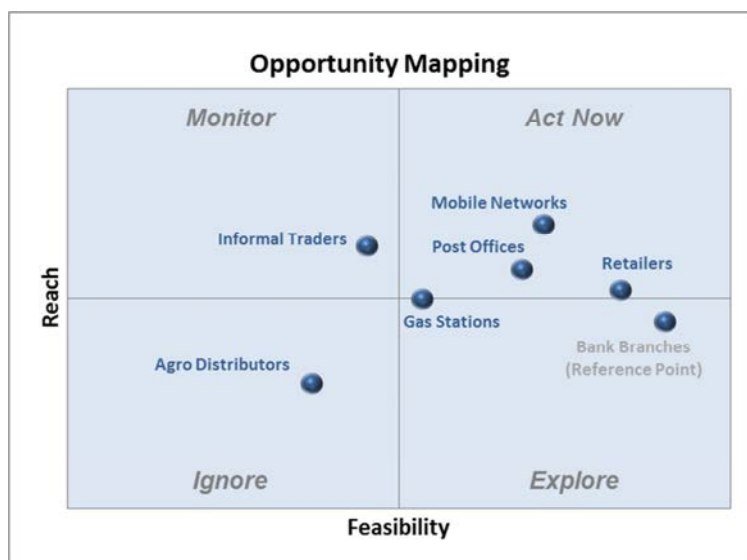 Opportunity Mapping
Monitor
Act Now
Mobile Networks
Informal Traders
Post Offices
Retailers
Reach
Gas Stations
Bank Branches
(Reference Point)
Agro Distributors
Ignore
Explore
Feasibility